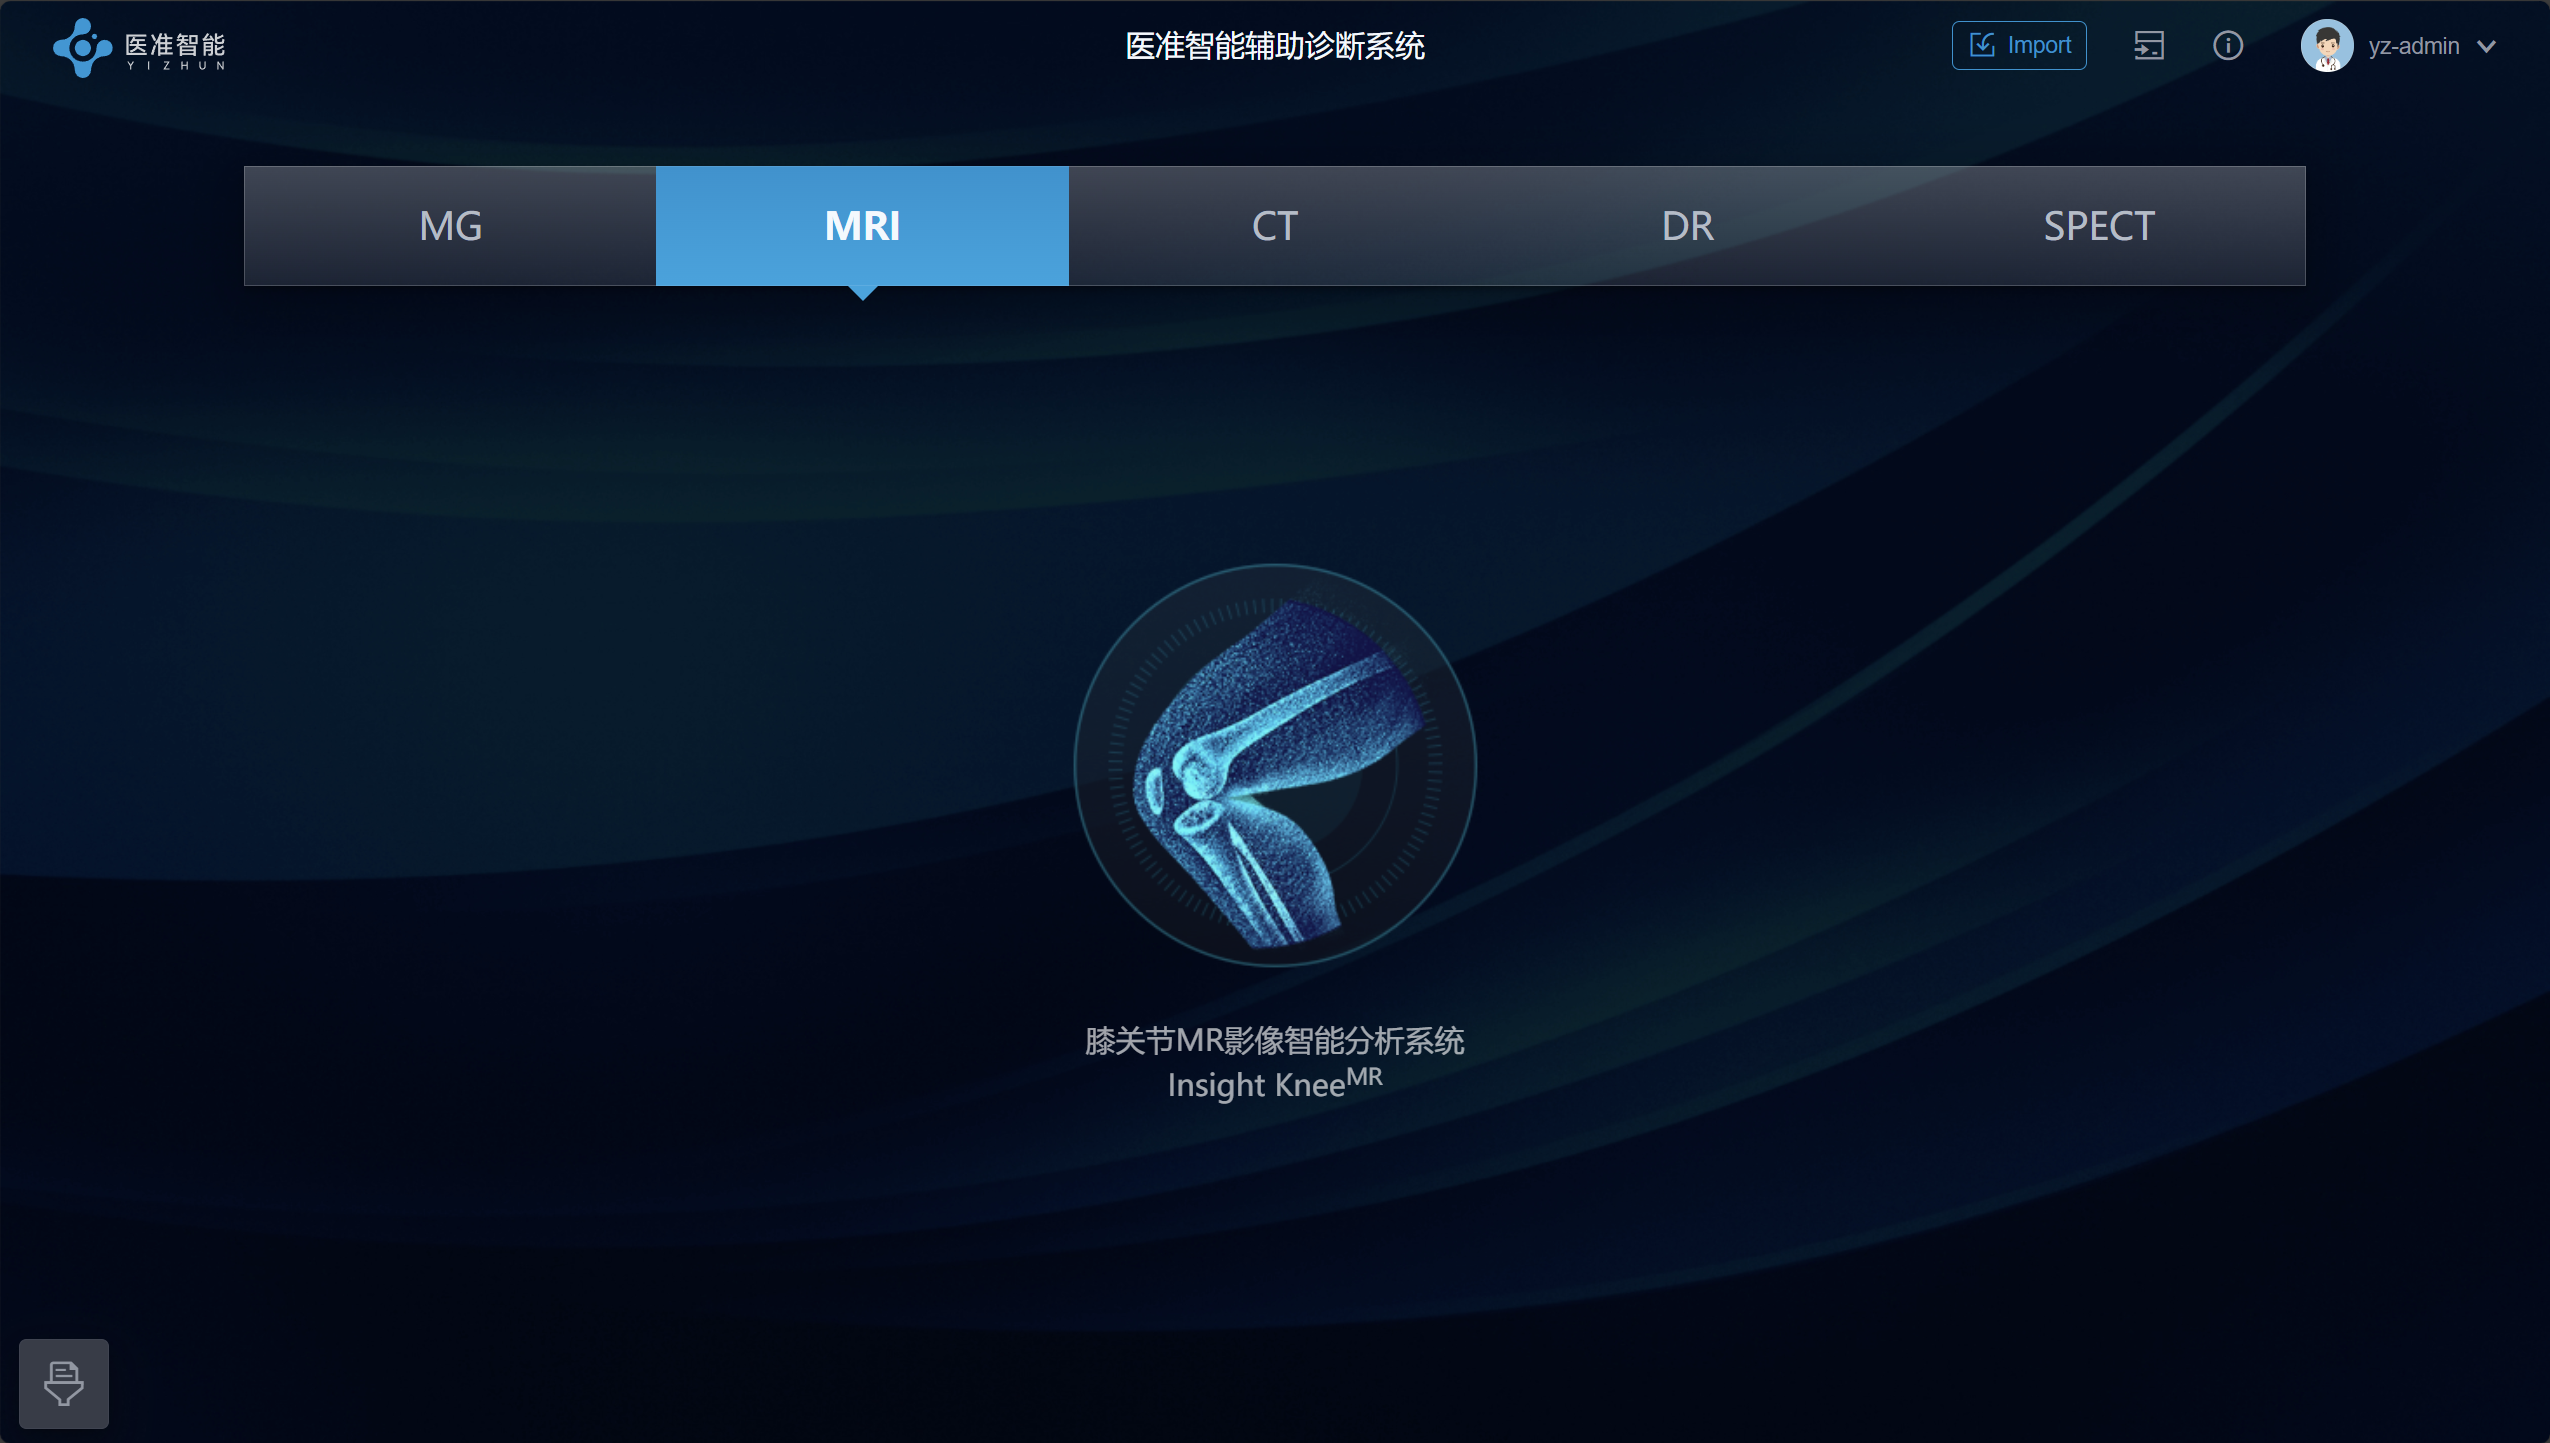 医准智能
YIZHUN
医准智能辅助诊断系统
Import
yz-admin
MG
MRI
CT
DR
SPECT
膝关节MR影像智能分析系统
Insight KneeMR